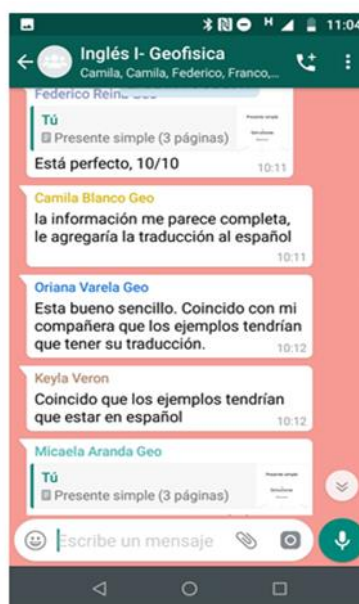 H 11:04
Inglés I- Geofisica
Camila, Camila, Federico, Franco,...
Federico Reina Geo
Tú
Presente simple (3 páginas)
Está perfecto, 10/10
10:11
Camila Blanco Geo
la información me parece completa,
le agregaría la traducción al español
10:11
Oriana Varela Geo
Esta bueno sencillo. Coincido con mi
compañera que los ejemplos tendrían
que tener su traducción.
10:12
Keyla Veron
Coincido que los ejemplos tendrían
que estar en español
10:12
Micaela Aranda Geo
Tú
Presente simple (3 páginas)
Escribe un mensaje